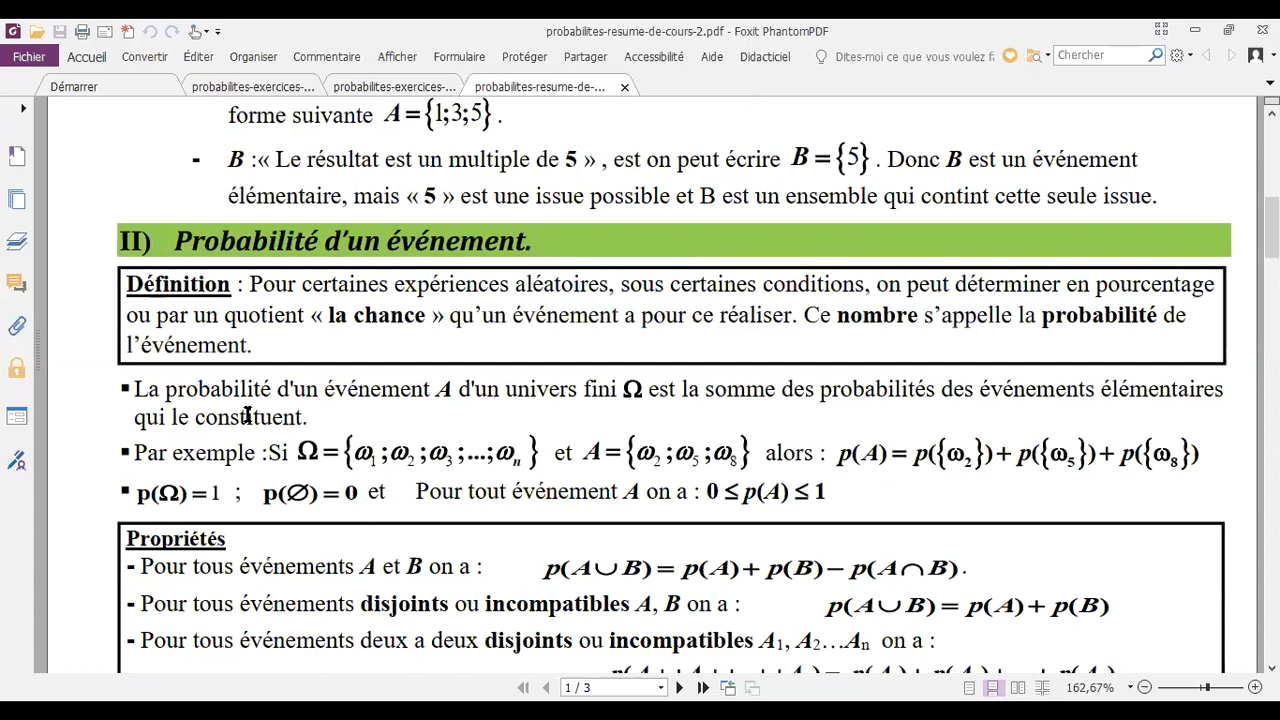 probabilites-resume-de-cours-2.pdf - Foxit PhantomPDF
Fichier Accueil Convertir Éditer Organiser Commentaire Afficher Formulaire Protéger Partager Accessibilité Aide Didacticiel Dites-moi ce que vous voulez f Chercher
Démarrer probabilites-exercices-... probabilites-exercices-... probabilites-resume-de-...
forme suivante A = {1;3;5} .
- B :« Le résultat est un multiple de 5 » , est on peut écrire B = {5} . Donc B est un événement
élémentaire, mais « 5 » est une issue possible et B est un ensemble qui contint cette seule issue.
II) Probabilité d’un événement.
Définition : Pour certaines expériences aléatoires, sous certaines conditions, on peut déterminer en pourcentage
ou par un quotient « la chance » qu’un événement a pour ce réaliser. Ce nombre s’appelle la probabilité de
l’événement.
▪ La probabilité d'un événement A d'un univers fini Ω est la somme des probabilités des événements élémentaires
qui le constituent.
▪ Par exemple :Si Ω = {ω₁ ;ω₂ ;ω₃ ;...;ωₙ } et A = {ω₂ ;ω₅ ;ω₈ } alors : p(A) = p({ω₂}) + p({ω₅}) + p({ω₈})
▪ p(Ω) = 1 ; p(∅) = 0 et Pour tout événement A on a : 0 ≤ p(A) ≤ 1
Propriétés
- Pour tous événements A et B on a : p(A ∪ B) = p(A) + p(B) − p(A ∩ B) .
- Pour tous événements disjoints ou incompatibles A, B on a : p(A ∪ B) = p(A) + p(B)
- Pour tous événements deux a deux disjoints ou incompatibles A₁, A₂…Aₙ on a :
1 / 3 162,67%